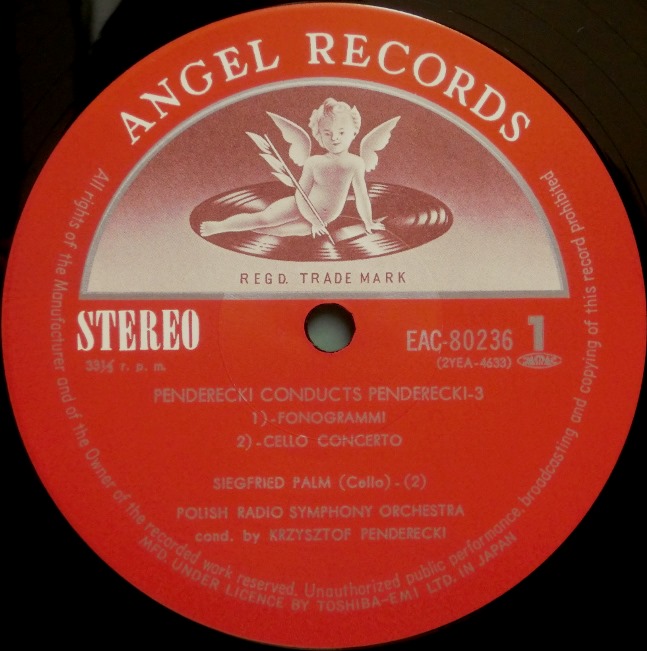 ANGEL RECORDS
REGD. TRADE MARK
STEREO
33⅓ r. p. m.
EAC-80236 1
(2YEA-4633)
PENDERECKI CONDUCTS PENDERECKI-3
1)-FONOGRAMMI
2)-CELLO CONCERTO
SIEGFRIED PALM (Cello)-(2)
POLISH RADIO SYMPHONY ORCHESTRA
cond. by KRZYSZTOF PENDERECKI
All rights of the Manufacturer and of the Owner of the recorded work reserved. Unauthorized public performance, broadcasting and copying of this record prohibited
MFD. UNDER LICENCE BY TOSHIBA-EMI LTD. IN JAPAN